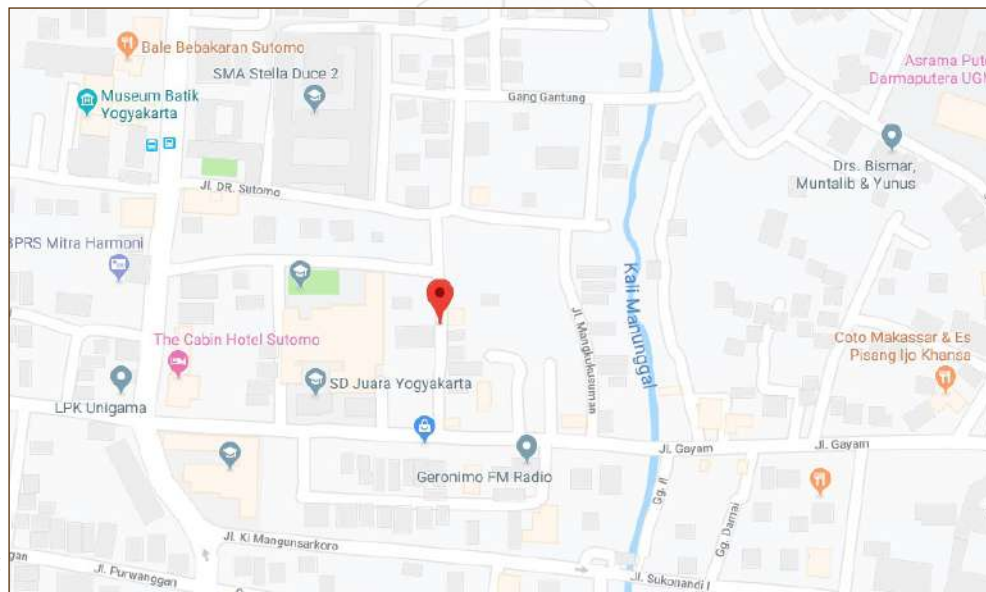 Bale Bebakaran Sutomo
SMA Stella Duce 2
Museum Batik
Yogyakarta
Gang Gantung
Asrama Pute
Darmaputera UGM
Drs. Bismar,
Muntalib & Yunus
Jl. DR. Sutomo
BPRS Mitra Harmoni
Kali Manunggal
Jl. Mangkukusuman
The Cabin Hotel Sutomo
Coto Makassar & Es
Pisang Ijo Khansa
SD Juara Yogyakarta
LPK Unigama
Jl. Gayam
Jl. Gayam
Geronimo FM Radio
Gg. II
Gg. Damai
Jl. Ki Mangunsarkoro
gan
Jl. Purwanggan
Jl. Sukonandi I